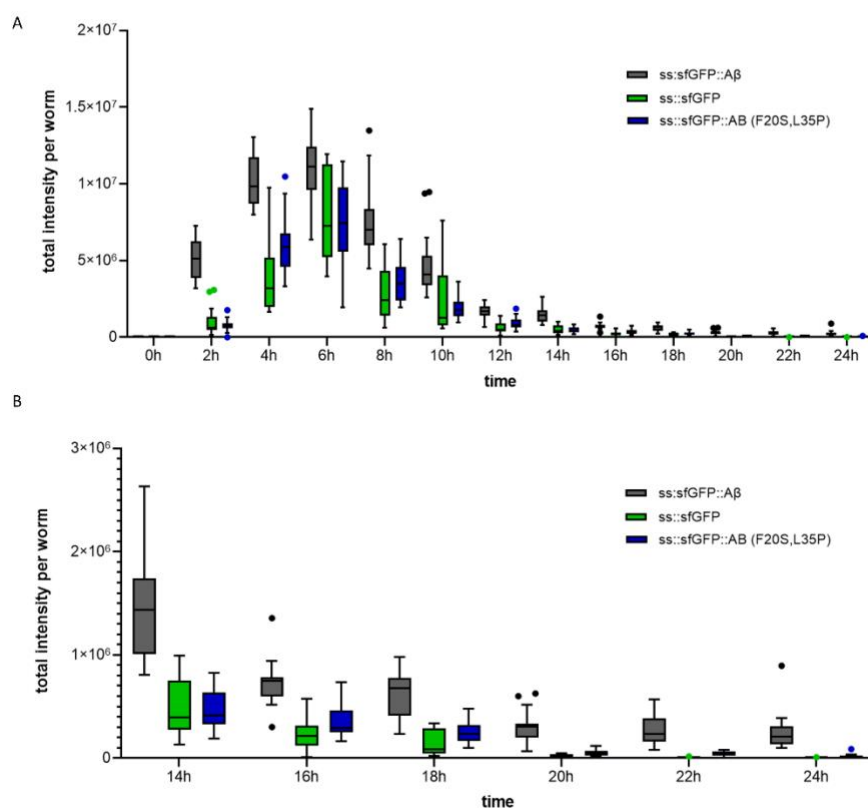 A
total intensity per worm
2×10⁷
1.5×10⁷
1×10⁷
5×10⁶
0
ss:sfGFP::Aβ
ss::sfGFP
ss::sfGFP::AB (F20S,L35P)
0h 2h 4h 6h 8h 10h 12h 14h 16h 18h 20h 22h 24h
time
B
total intensity per worm
3×10⁶
2×10⁶
1×10⁶
0
ss:sfGFP::Aβ
ss::sfGFP
ss::sfGFP::AB (F20S,L35P)
14h 16h 18h 20h 22h 24h
time